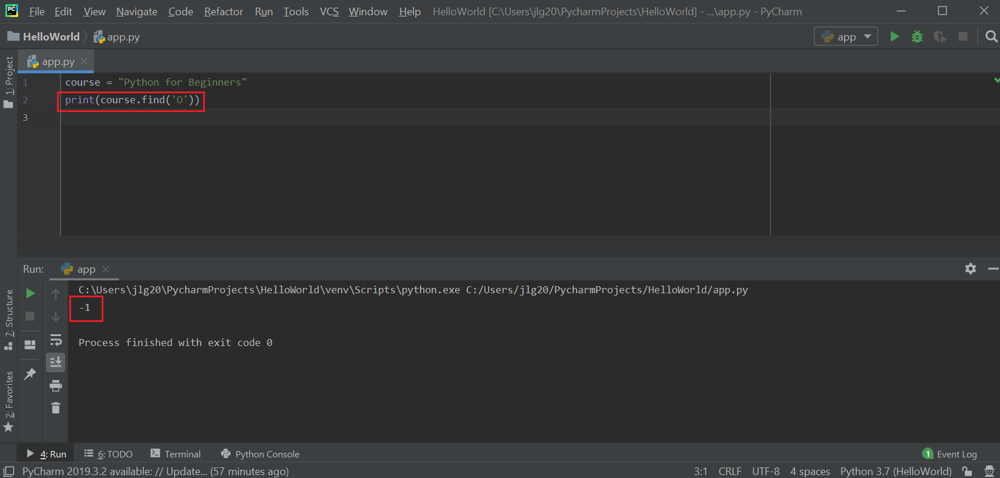 PC File Edit View Navigate Code Refactor Run Tools VCS Window Help HelloWorld [C:\Users\jlg20\PycharmProjects\HelloWorld] - ...\app.py - PyCharm
HelloWorld app.py app
app.py
1: Project
1 course = "Python for Beginners"
2 print(course.find('O'))
3
Run: app
C:\Users\jlg20\PycharmProjects\HelloWorld\venv\Scripts\python.exe C:/Users/jlg20/PycharmProjects/HelloWorld/app.py
-1
Process finished with exit code 0
7: Structure
2: Favorites
4: Run 6: TODO Terminal Python Console 1 Event Log
PyCharm 2019.3.2 available: // Update... (57 minutes ago) 3:1 CRLF UTF-8 4 spaces Python 3.7 (HelloWorld)